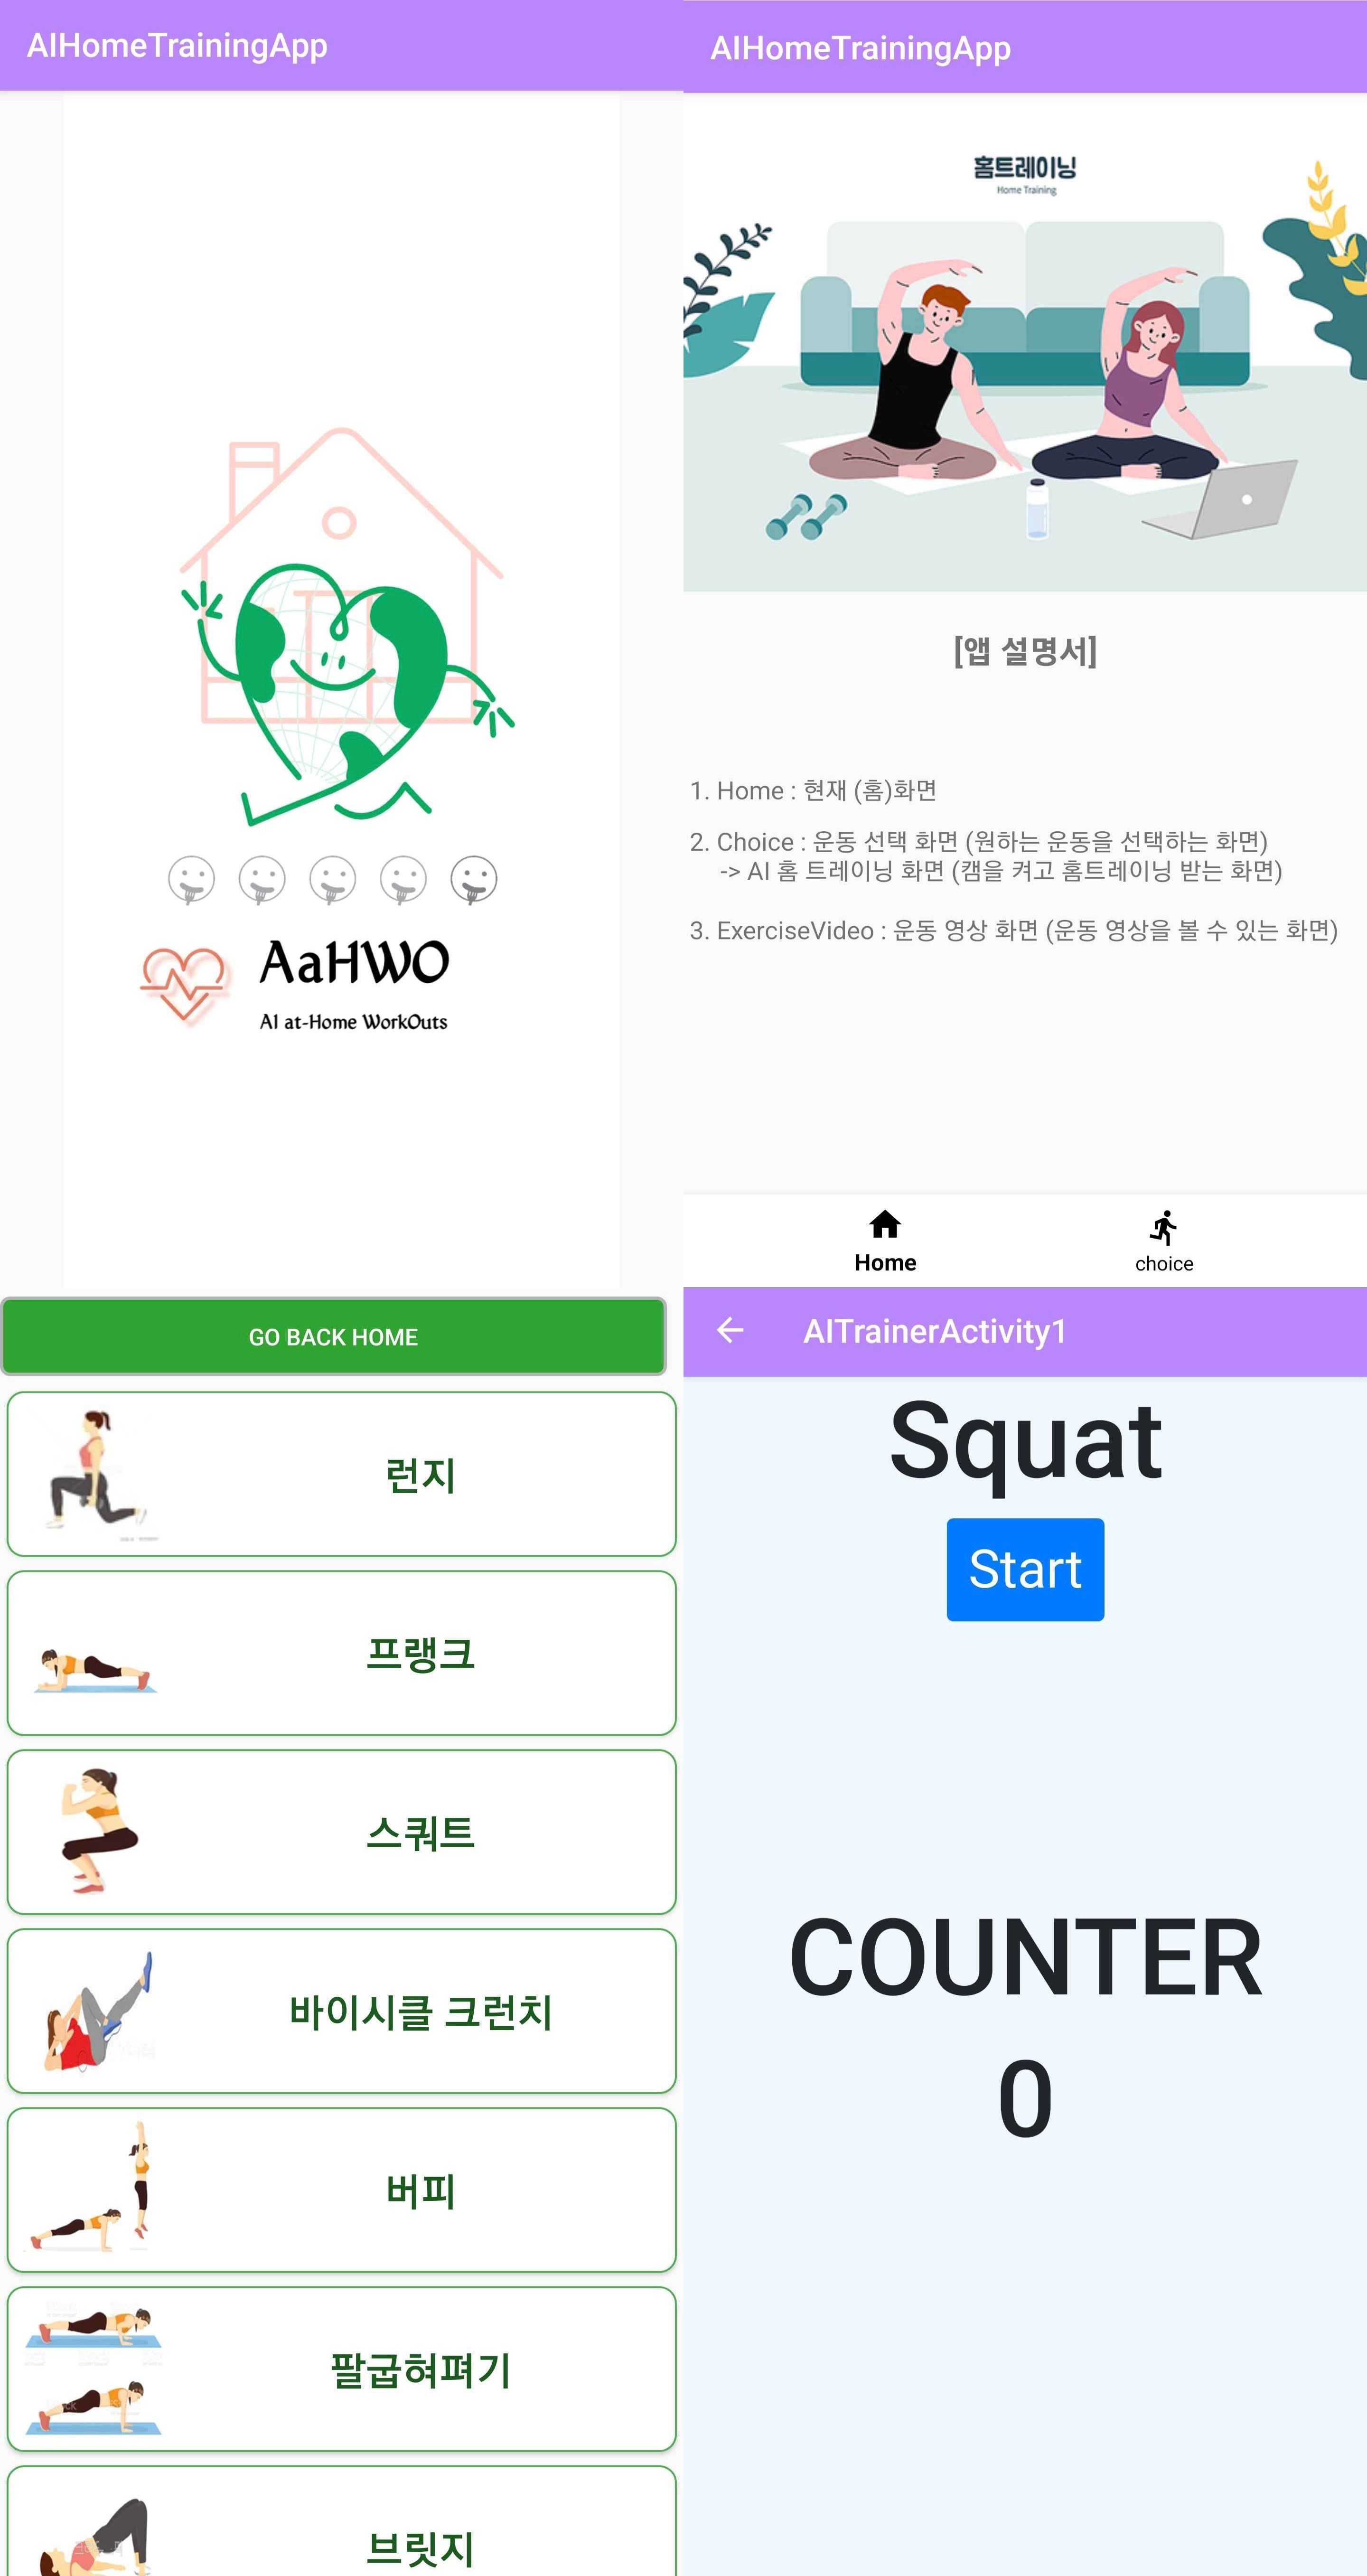 AIHomeTrainingApp
AaHWO
AI at-Home WorkOuts
AIHomeTrainingApp
홈트레이닝
Home Training
[앱 설명서]
1. Home : 현재 (홈)화면
2. Choice : 운동 선택 화면 (원하는 운동을 선택하는 화면)
-> AI 홈 트레이닝 화면 (캠을 켜고 홈트레이닝 받는 화면)
3. ExerciseVideo : 운동 영상 화면 (운동 영상을 볼 수 있는 화면)
Home
choice
GO BACK HOME
런지
프랭크
스쿼트
바이시클 크런치
버피
팔굽혀펴기
브릿지
AITrainerActivity1
Squat
Start
COUNTER
0